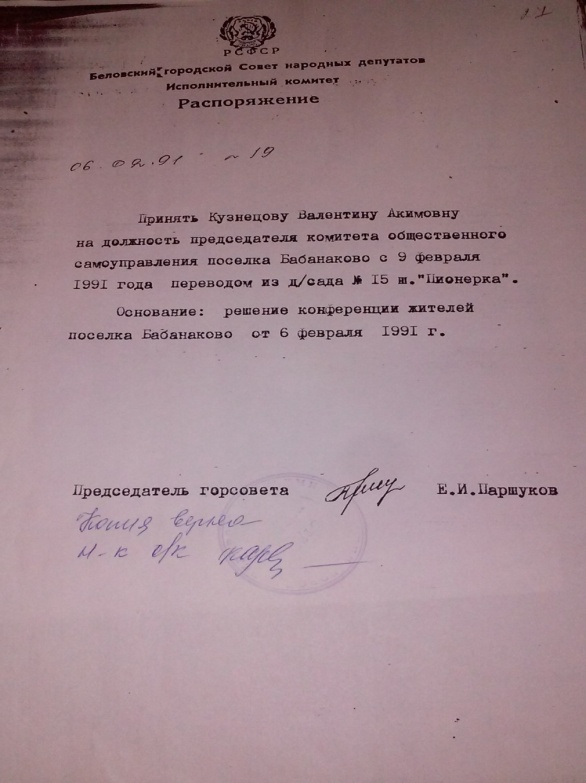 27
РСФСР
Беловский городской Совет народных депутатов
Исполнительный комитет
Распоряжение
06.02.91 № 19
Принять Кузнецову Валентину Акимовну
на должность председателя комитета общественного
самоуправления поселка Бабанаково с 9 февраля
1991 года переводом из д/сада № 15 ш."Пионерка".
Основание: решение конференции жителей
поселка Бабанаково от 6 февраля 1991 г.
Председатель горсовета Е.И.Паршуков
Копия верна
н-к о/к